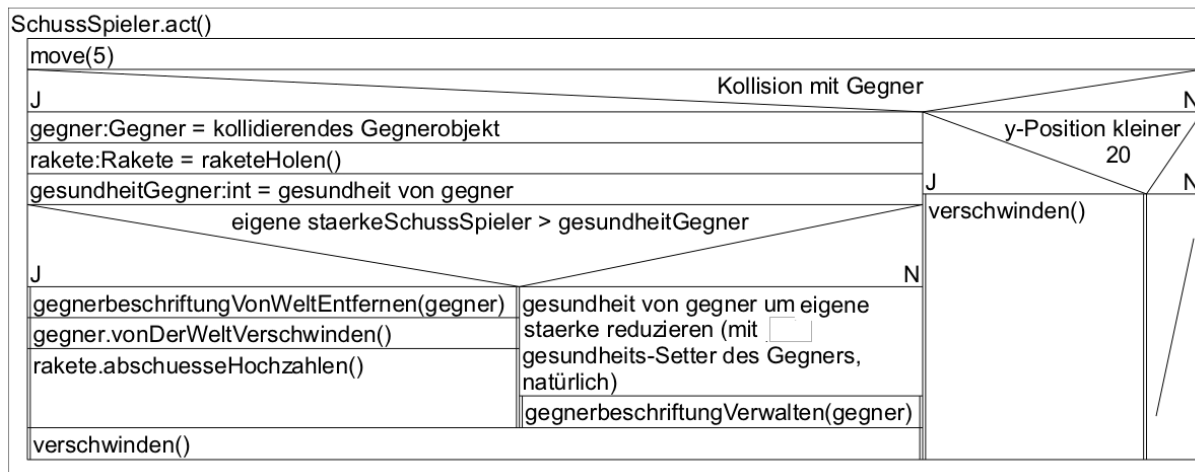 SchussSpieler.act()
move(5)
Kollision mit Gegner
J
N
gegner:Gegner = kollidierendes Gegnerobjekt
rakete:Rakete = raketeHolen()
gesundheitGegner:int = gesundheit von gegner
eigene staerkeSchussSpieler > gesundheitGegner
J
N
gegnerbeschriftungVonWeltEntfernen(gegner)
gegner.vonDerWeltVerschwinden()
rakete.abschuesseHochzahlen()
gesundheit von gegner um eigene
staerke reduzieren (mit
gesundheits-Setter des Gegners,
natürlich)
gegnerbeschriftungVerwalten(gegner)
verschwinden()
y-Position kleiner
20
J
N
verschwinden()